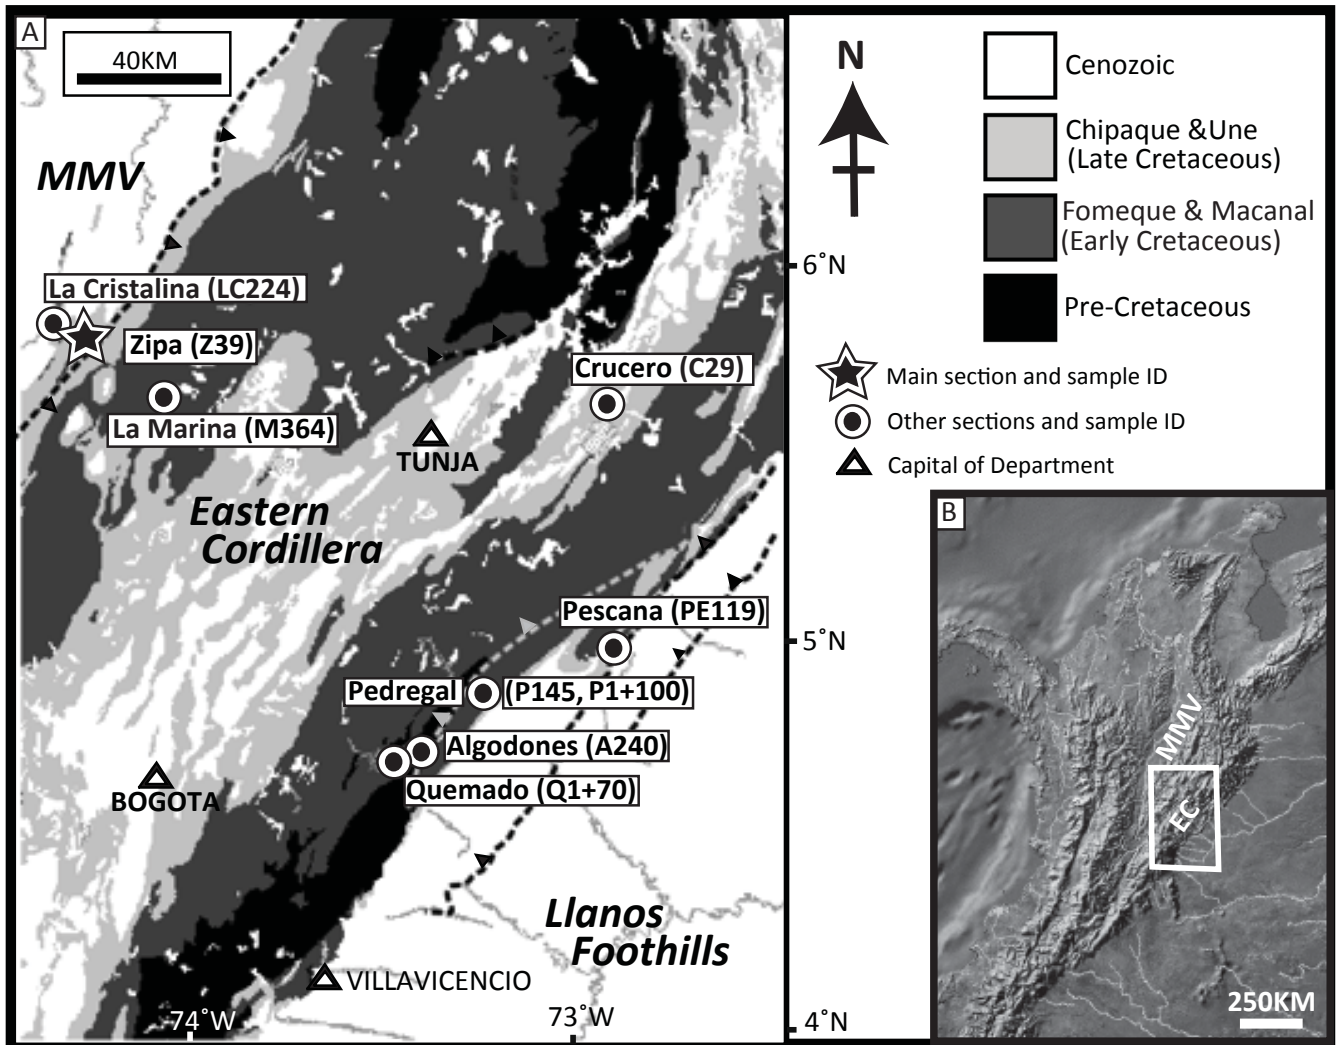 A
40KM
MMV
La Cristalina (LC224)
Zipa (Z39)
La Marina (M364)
Crucero (C29)
TUNJA
Eastern
Cordillera
Pescana (PE119)
Pedregal (P145, P1+100)
Algodones (A240)
Quemado (Q1+70)
BOGOTA
Llanos
Foothills
VILLAVICENCIO
74˚W
73˚W
6˚N
5˚N
4˚N
N
Cenozoic
Chipaque &Une
(Late Cretaceous)
Fomeque & Macanal
(Early Cretaceous)
Pre-Cretaceous
Main section and sample ID
Other sections and sample ID
Capital of Department
B
MMV
EC
250KM